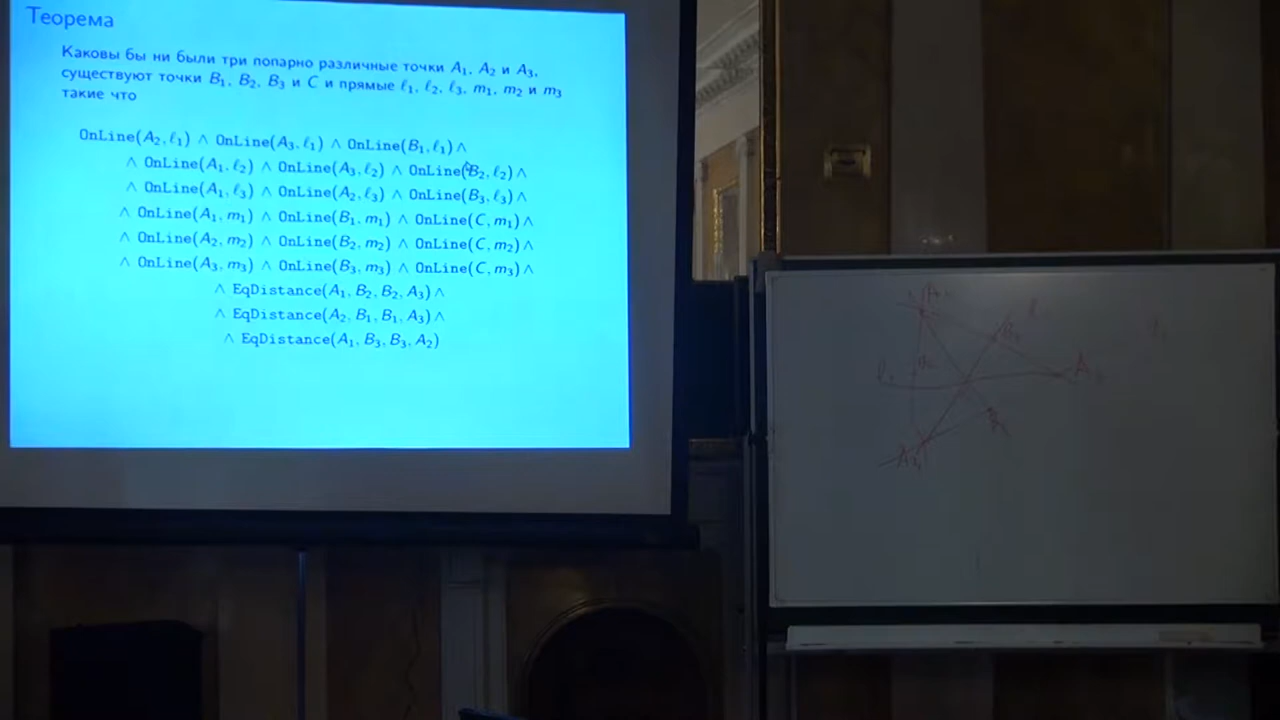 Теорема
Каковы бы ни были три попарно различные точки A₁, A₂ и A₃,
существуют точки B₁, B₂, B₃ и C и прямые ℓ₁, ℓ₂, ℓ₃, m₁, m₂ и m₃
такие что
OnLine(A₂, ℓ₁) ∧ OnLine(A₃, ℓ₁) ∧ OnLine(B₁, ℓ₁)∧
∧ OnLine(A₁, ℓ₂) ∧ OnLine(A₃, ℓ₂) ∧ OnLine(B₂, ℓ₂)∧
∧ OnLine(A₁, ℓ₃) ∧ OnLine(A₂, ℓ₃) ∧ OnLine(B₃, ℓ₃)∧
∧ OnLine(A₁, m₁) ∧ OnLine(B₁, m₁) ∧ OnLine(C, m₁)∧
∧ OnLine(A₂, m₂) ∧ OnLine(B₂, m₂) ∧ OnLine(C, m₂)∧
∧ OnLine(A₃, m₃) ∧ OnLine(B₃, m₃) ∧ OnLine(C, m₃)∧
∧ EqDistance(A₁, B₂, B₂, A₃)∧
∧ EqDistance(A₂, B₁, B₁, A₃)∧
∧ EqDistance(A₁, B₃, B₃, A₂)